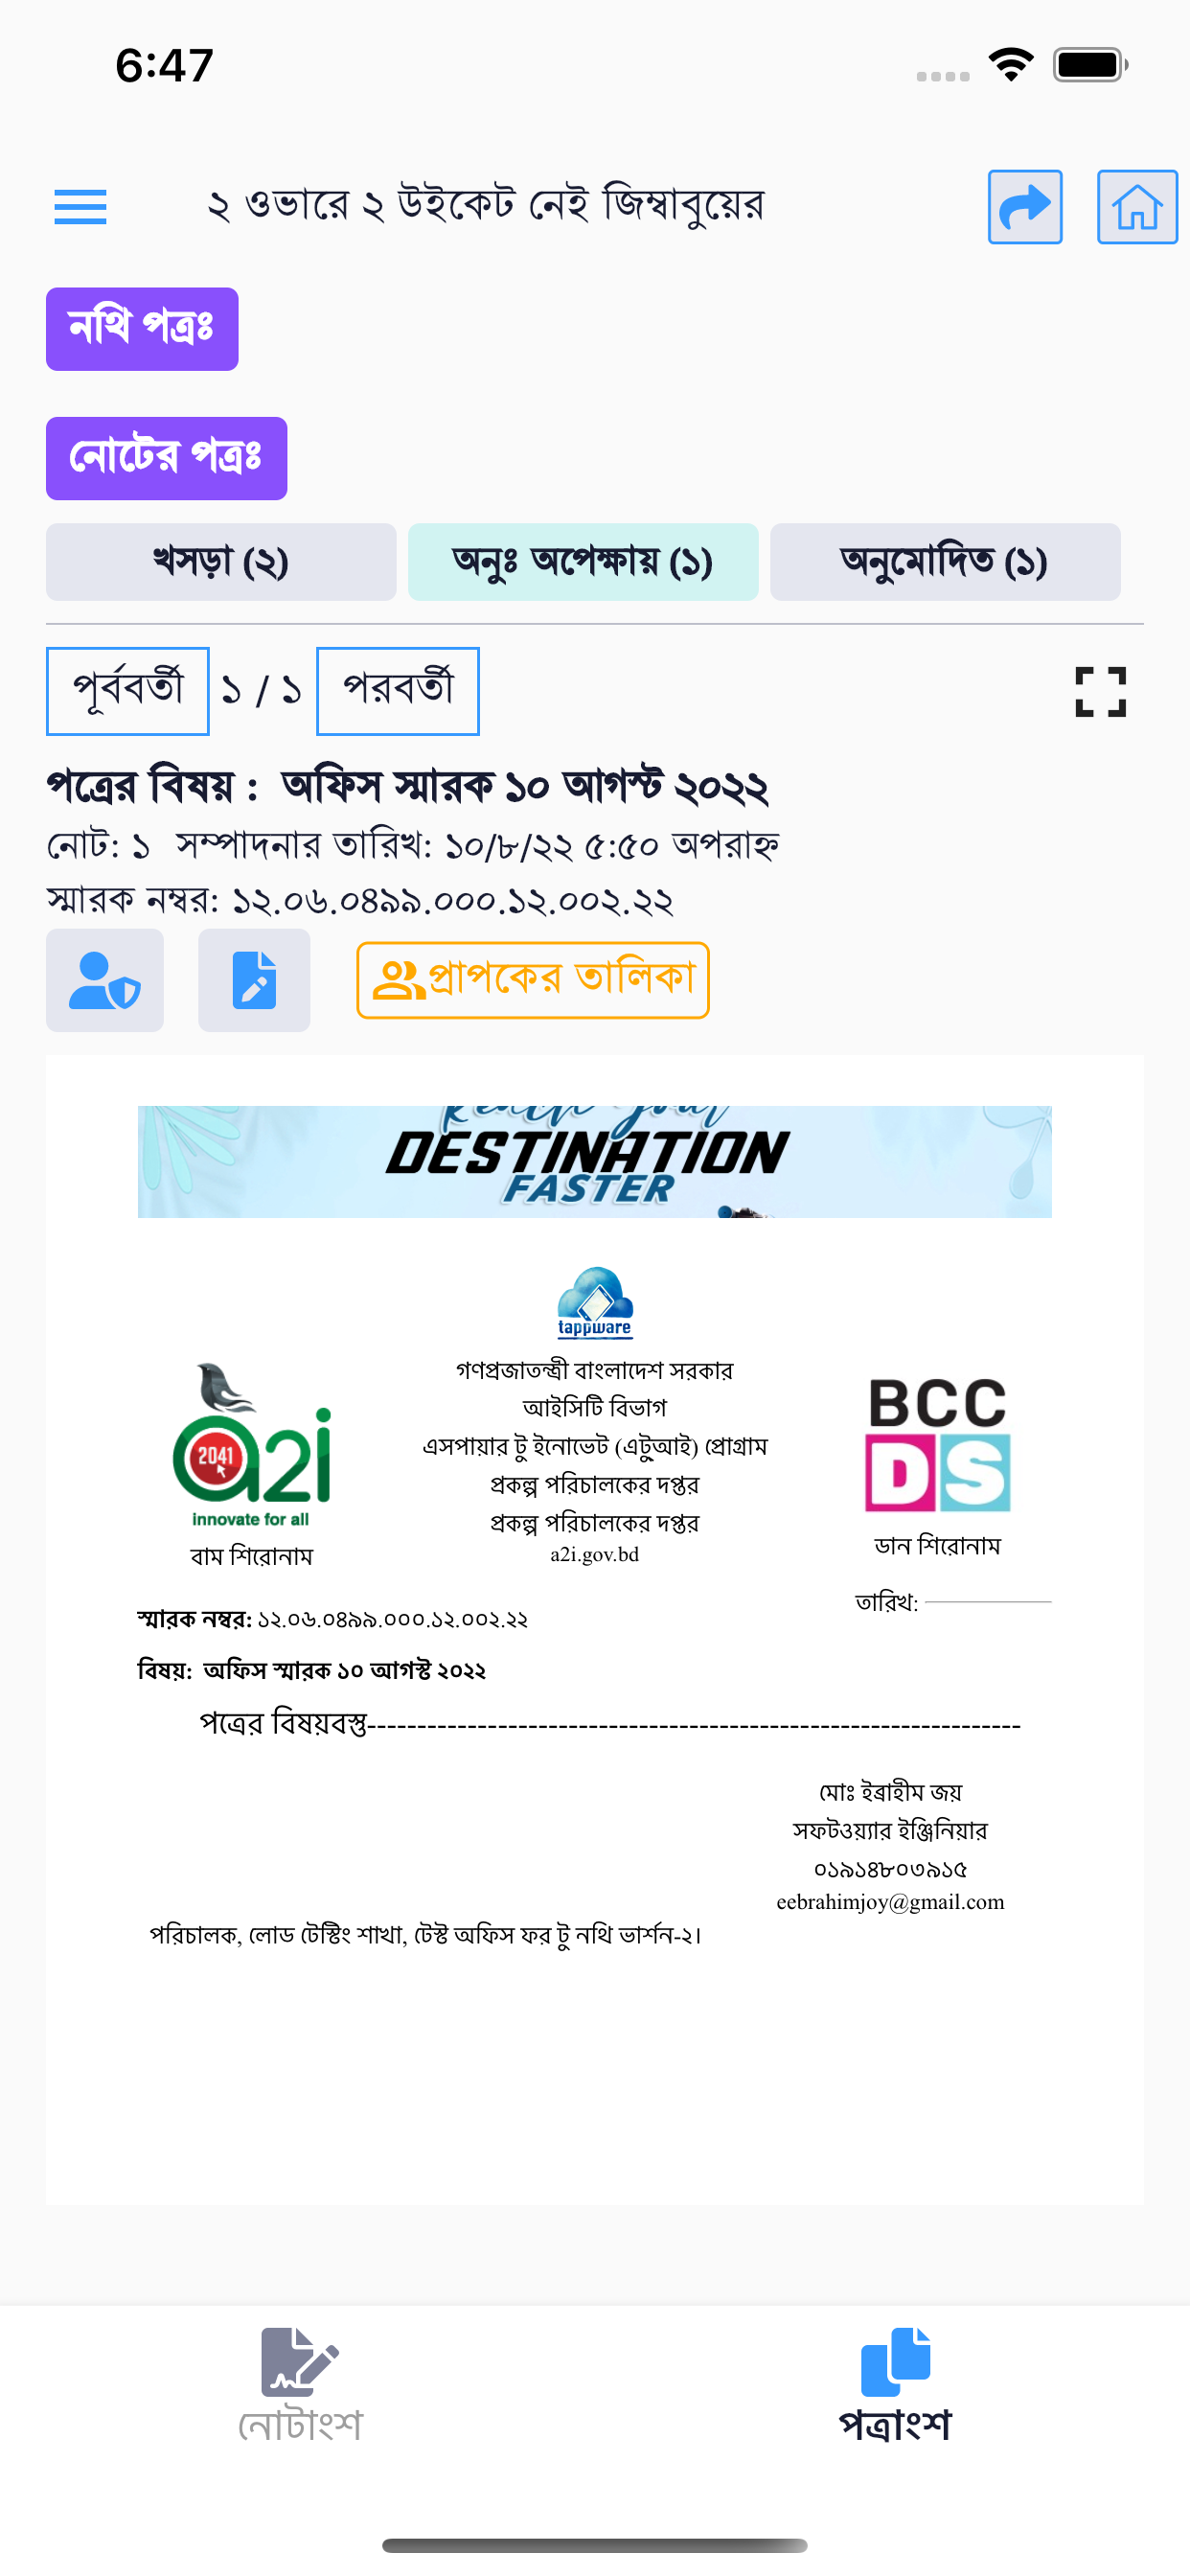 6:47
২ ওভারে ২ উইকেট নেই জিম্বাবুয়ের
নথি পত্রঃ
নোটের পত্রঃ
খসড়া (২) অনুঃ অপেক্ষায় (১) অনুমোদিত (১)
পূর্ববর্তী ১ / ১ পরবর্তী
পত্রের বিষয় : অফিস স্মারক ১০ আগস্ট ২০২২
নোট: ১ সম্পাদনার তারিখ: ১০/৮/২২ ৫:৫০ অপরাহ্ন
স্মারক নম্বর: ১২.০৬.০৪৯৯.০০০.১২.০০২.২২
প্রাপকের তালিকা
Reach your
DESTINATION
FASTER
tappware
গণপ্রজাতন্ত্রী বাংলাদেশ সরকার
আইসিটি বিভাগ
এসপায়ার টু ইনোভেট (এটুআই) প্রোগ্রাম
প্রকল্প পরিচালকের দপ্তর
প্রকল্প পরিচালকের দপ্তর
a2i.gov.bd
2041
a2i
innovate for all
বাম শিরোনাম
BCC
DS
ডান শিরোনাম
তারিখ:
স্মারক নম্বর: ১২.০৬.০৪৯৯.০০০.১২.০০২.২২
বিষয়: অফিস স্মারক ১০ আগস্ট ২০২২
পত্রের বিষয়বস্তু-----------------------------------------------------------------
মোঃ ইব্রাহীম জয়
সফটওয়্যার ইঞ্জিনিয়ার
০১৯১৪৮০৩৯১৫
eebrahimjoy@gmail.com
পরিচালক, লোড টেস্টিং শাখা, টেস্ট অফিস ফর টু নথি ভার্শন-২।
নোটাংশ পত্রাংশ